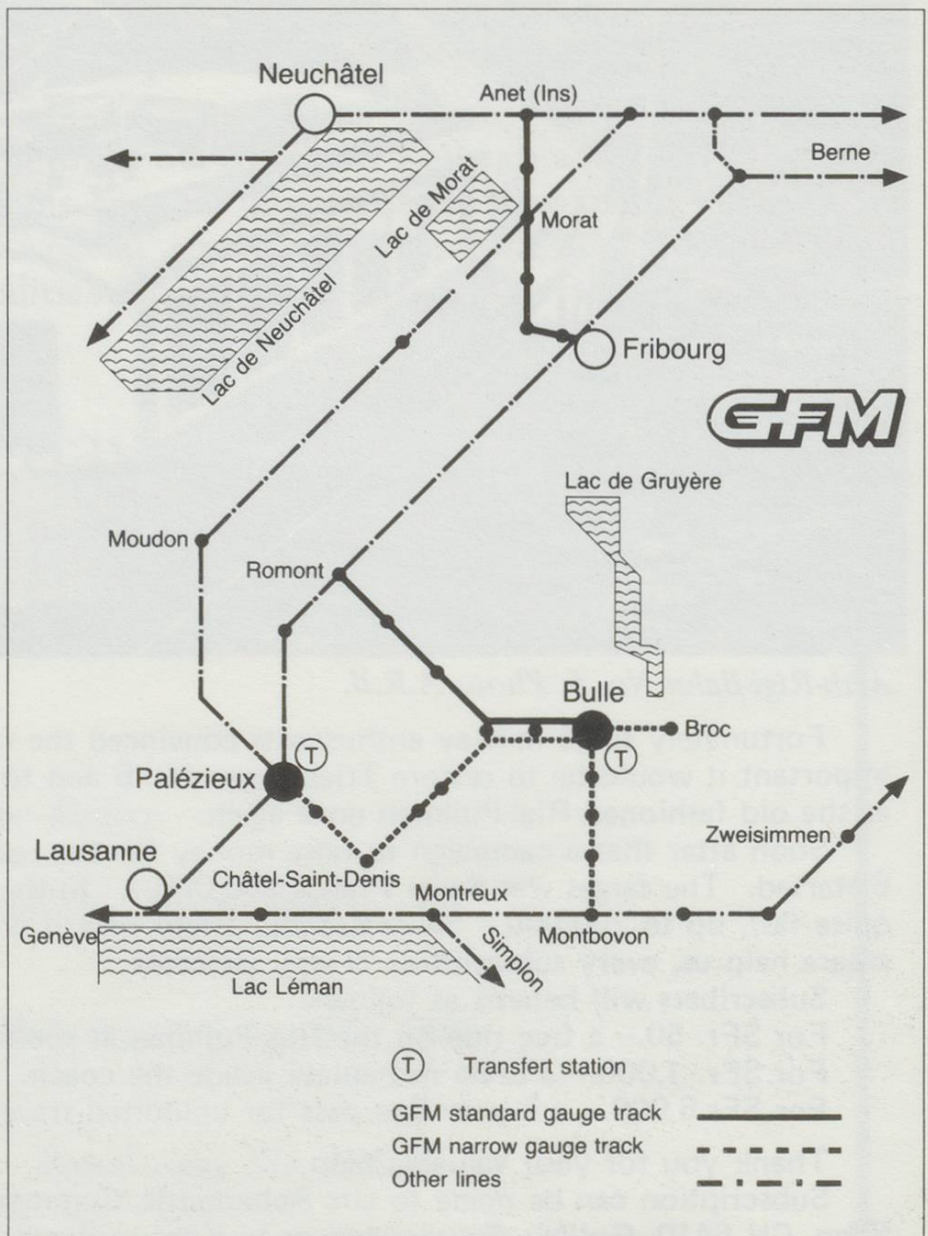 Neuchâtel
Anet (Ins)
Berne
Lac de Morat
Morat
Lac de Neuchâtel
Fribourg
GFM
Lac de Gruyère
Moudon
Romont
Bulle
T
Broc
Palézieux
T
Zweisimmen
Lausanne
Châtel-Saint-Denis
Montreux
Genève
Simplon
Montbovon
Lac Léman
T Transfert station
GFM standard gauge track
GFM narrow gauge track
Other lines